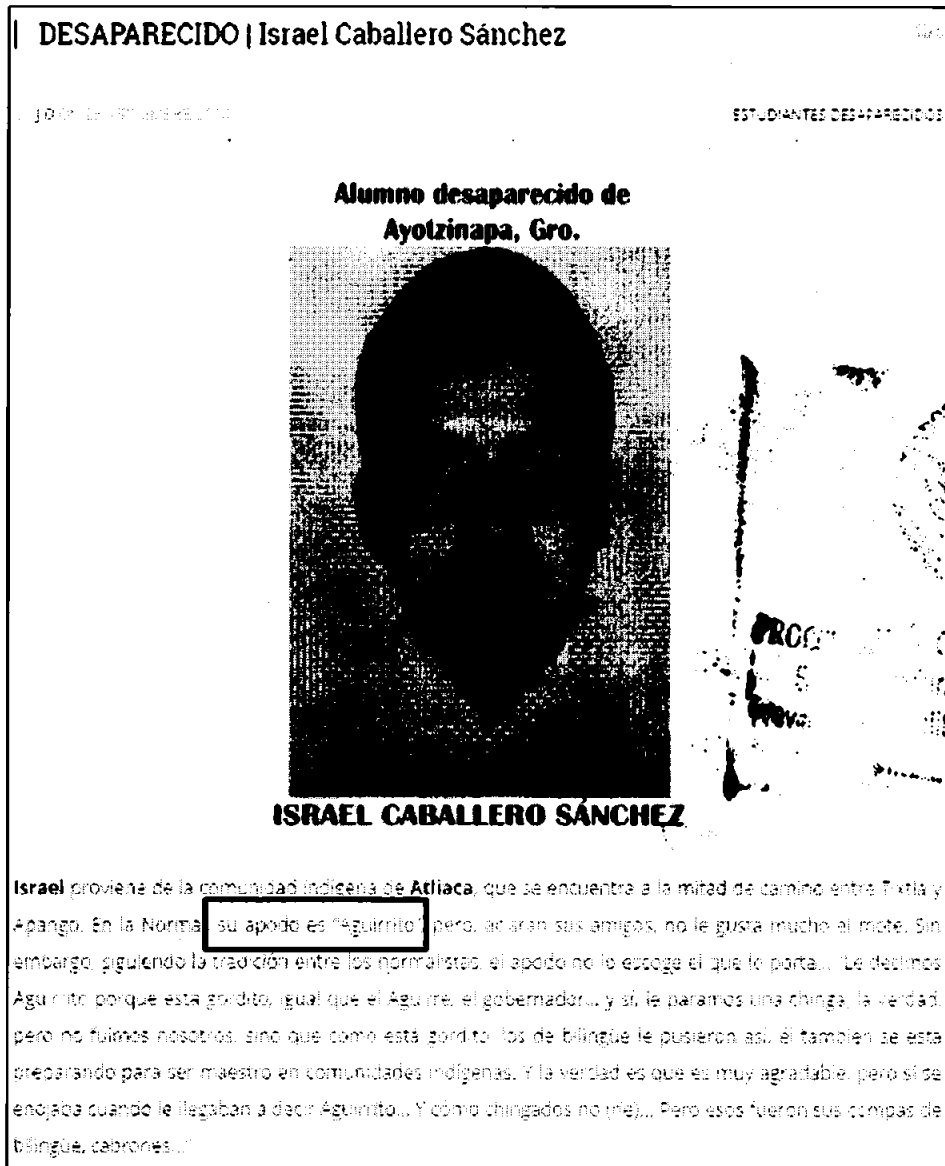 | DESAPARECIDO | Israel Caballero Sánchez
ESTUDIANTES DESAPARECIDOS
Alumno desaparecido de
Ayotzinapa, Gro.
ISRAEL CABALLERO SÁNCHEZ
Israel proviene de la comunidad indígena de Atliaca, que se encuentra a la mitad de camino entre Tixtla y
Apango. En la Normal su apodo es "Aguirrito", pero, aclaran sus amigos, no le gusta mucho el mote. Sin
embargo, siguiendo la tradición entre los normalistas, el apodo no lo escoge el que lo porta... "Le decimos
Aguirrito porque está gordito, igual que el Aguirre, el gobernador... y sí, le paramos una chinga, la verdad,
pero no fuimos nosotros, sino que como está gordito, los de bilingüe le pusieron así, él también se está
preparando para ser maestro en comunidades indígenas. Y la verdad es que es muy agradable, pero sí se
enojaba cuando le llegaban a decir Aguirrito... Y cómo chingados no (ríe)... Pero esos fueron sus compas de
bilingüe, cabrones..."